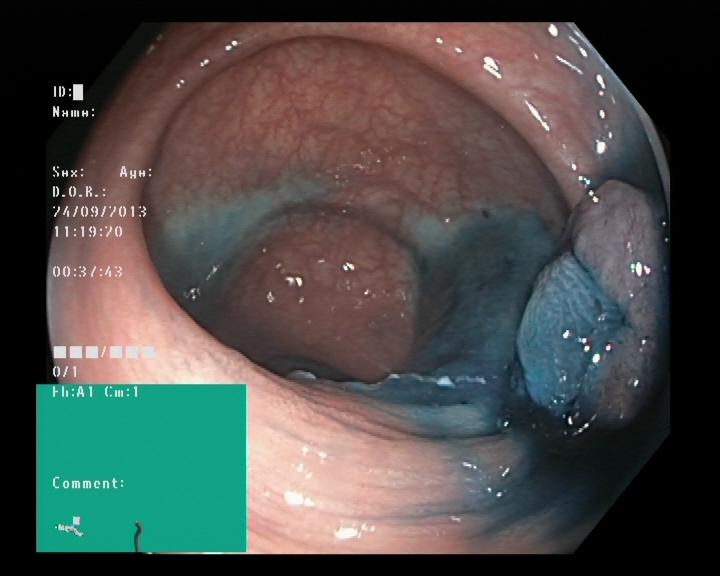 ID:
Name:
Sex: Age:
D.O.B.:
24/09/2013
11:19:20
00:37:43
/
0/1
Eh:A1 Cm:1
Comment: